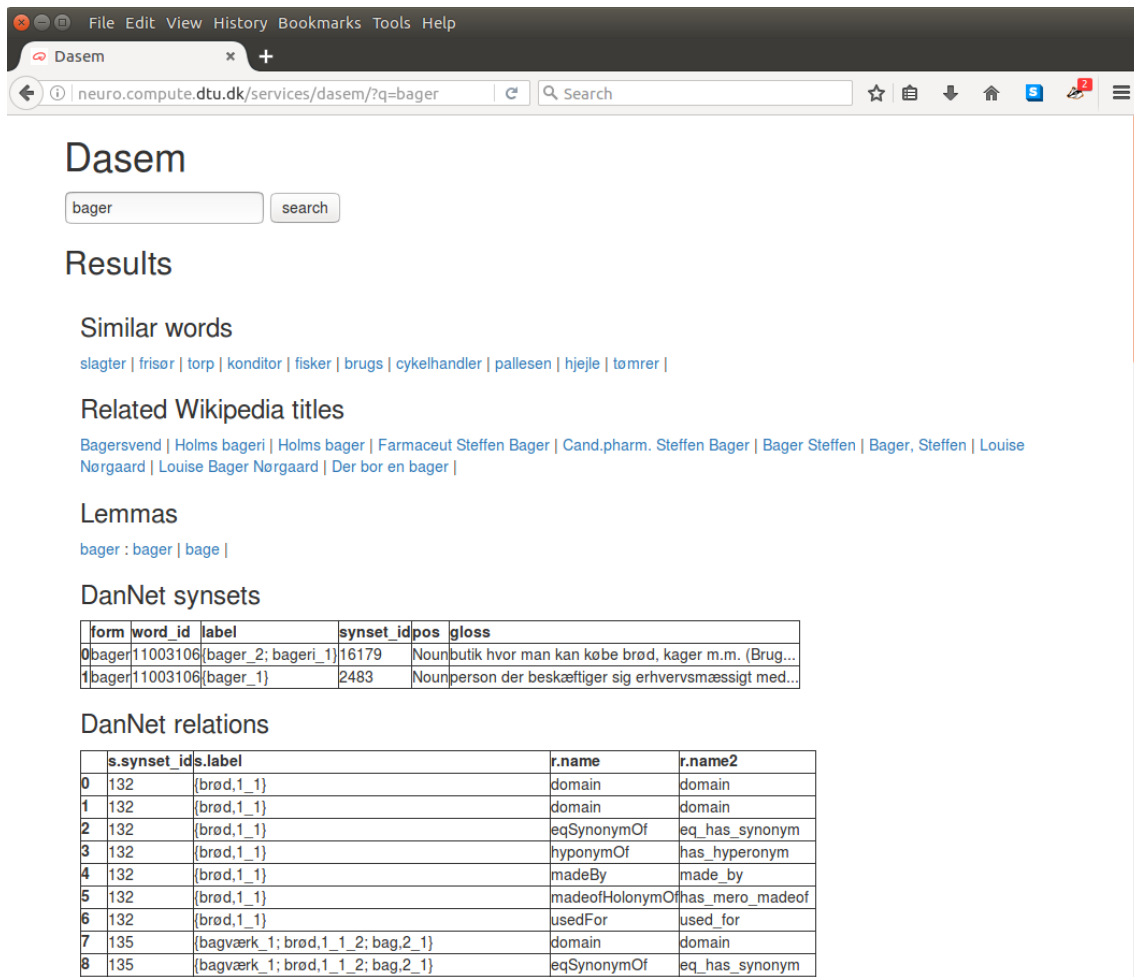 File Edit View History Bookmarks Tools Help
Dasem × +
neuro.compute.dtu.dk/services/dasem/?q=bager Search S 2
Dasem
bager search
Results
Similar words
slagter | frisør | torp | konditor | fisker | brugs | cykelhandler | pallesen | hjejle | tømrer |
Related Wikipedia titles
Bagersvend | Holms bageri | Holms bager | Farmaceut Steffen Bager | Cand.pharm. Steffen Bager | Bager Steffen | Bager, Steffen | Louise
Nørgaard | Louise Bager Nørgaard | Der bor en bager |
Lemmas
bager : bager | bage |
DanNet synsets
form word_id label synset_id pos gloss
0 bager 11003106 {bager_2; bageri_1} 16179 Noun butik hvor man kan købe brød, kager m.m. (Brug...
1 bager 11003106 {bager_1} 2483 Noun person der beskæftiger sig erhvervsmæssigt med...
DanNet relations
s.synset_id s.label r.name r.name2
0 132 {brød,1_1} domain domain
1 132 {brød,1_1} domain domain
2 132 {brød,1_1} eqSynonymOf eq_has_synonym
3 132 {brød,1_1} hyponymOf has_hyperonym
4 132 {brød,1_1} madeBy made_by
5 132 {brød,1_1} madeofHolonymOf has_mero_madeof
6 132 {brød,1_1} usedFor used_for
7 135 {bagværk_1; brød,1_1_2; bag,2_1} domain domain
8 135 {bagværk_1; brød,1_1_2; bag,2_1} eqSynonymOf eq_has_synonym